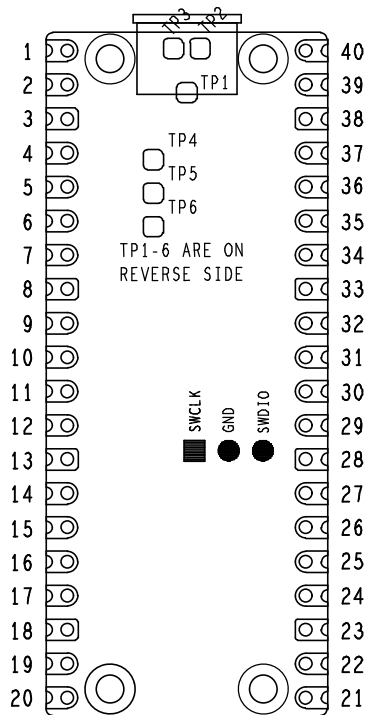 TP3 TP2
1 40
TP1
2 39
3 38
TP4
4 37
TP5
5 36
TP6
6 35
TP1-6 ARE ON
7 34
REVERSE SIDE
8 33
9 32
10 31
11 30
12 29
SWCLK
GND
SWDIO
13 28
14 27
15 26
16 25
17 24
18 23
19 22
20 21